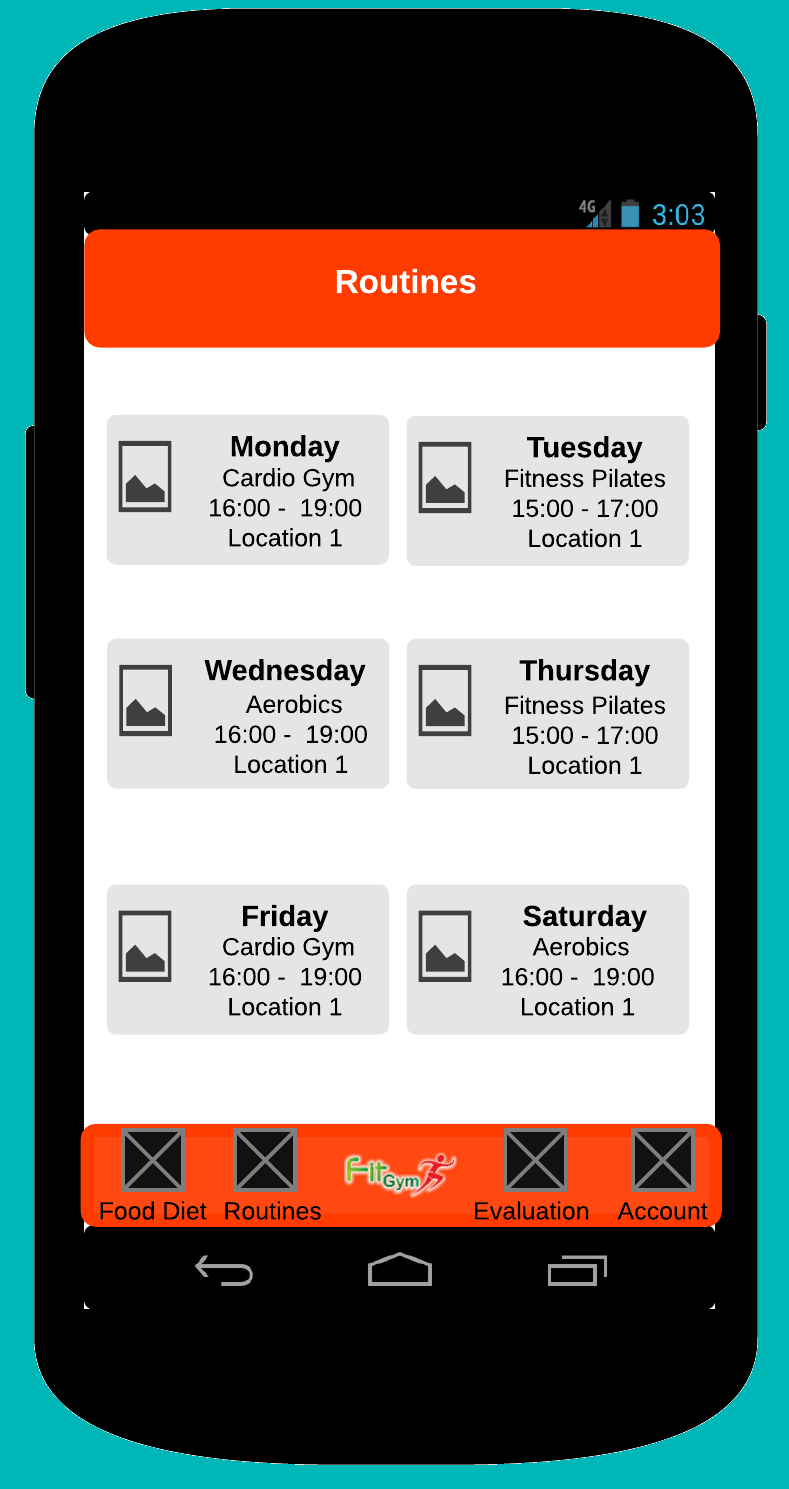 4G 3:03
Routines
Monday
Cardio Gym
16:00 -  19:00
Location 1
Tuesday
Fitness Pilates
15:00 - 17:00
Location 1
Wednesday
Aerobics
16:00 -  19:00
Location 1
Thursday
Fitness Pilates
15:00 - 17:00
Location 1
Friday
Cardio Gym
16:00 -  19:00
Location 1
Saturday
Aerobics
16:00 -  19:00
Location 1
Fit
Gym
Food Diet Routines Evaluation Account